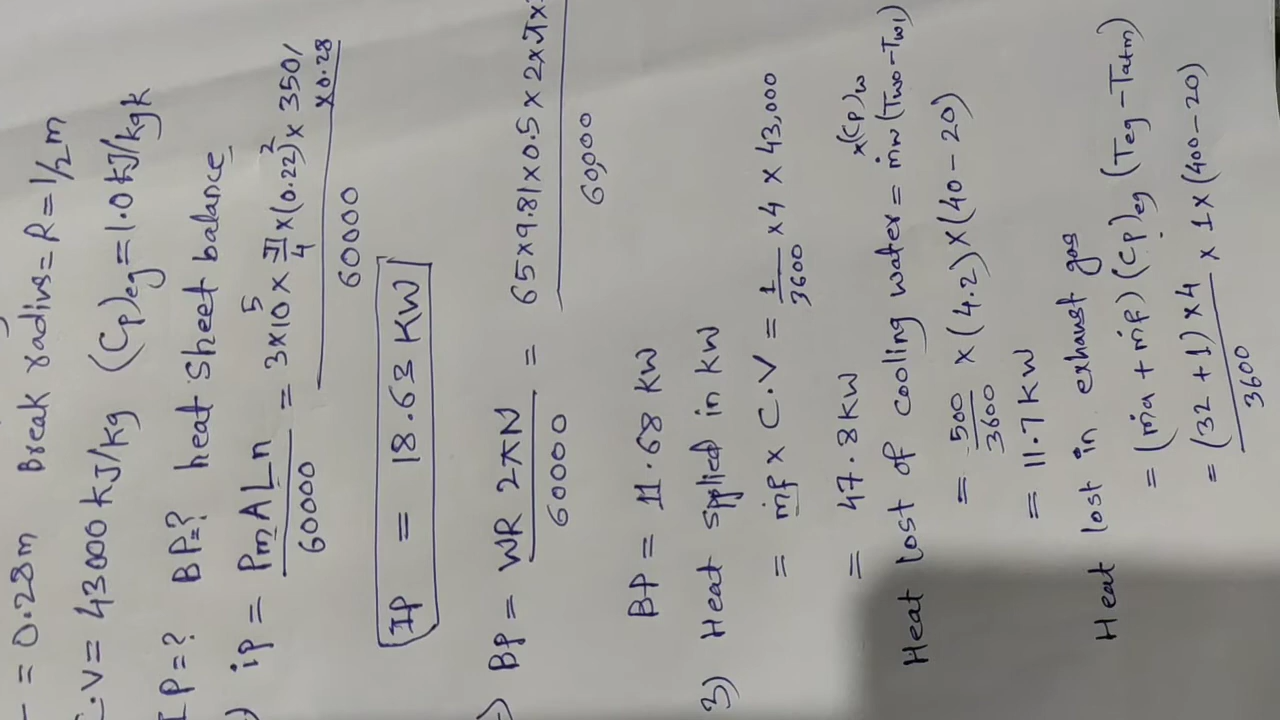 = 0.28m Break radius = R = 1/2 m
C.V = 43000 kJ/kg (Cp)eg = 1.0 kJ/kgk
IP=? BP=? heat sheet balance
) ip = PmALn / 60000 = 3×10^5 × π/4 × (0.22)^2 × 350/ × 0.28 / 60000
IP = 18.63 KW
) BP = WR 2πN / 60000 = 65×9.81×0.5×2×π× / 60,000
BP = 11.68 kW
3) Heat spplied in kW
= ṁf × C.V = 1/3600 × 4 × 43,000
= 47.8 kW
Heat lost of cooling water = ṁw ×(Cp)w (Two - Tw1)
= 500/3600 × (4.2) × (40 - 20)
= 11.7 kW
Heat lost in exhaust gas
= (ṁa + ṁf) (Cp)eg (Teg - Tatm)
= (32 + 1) × 4 / 3600 × 1 × (400 - 20)